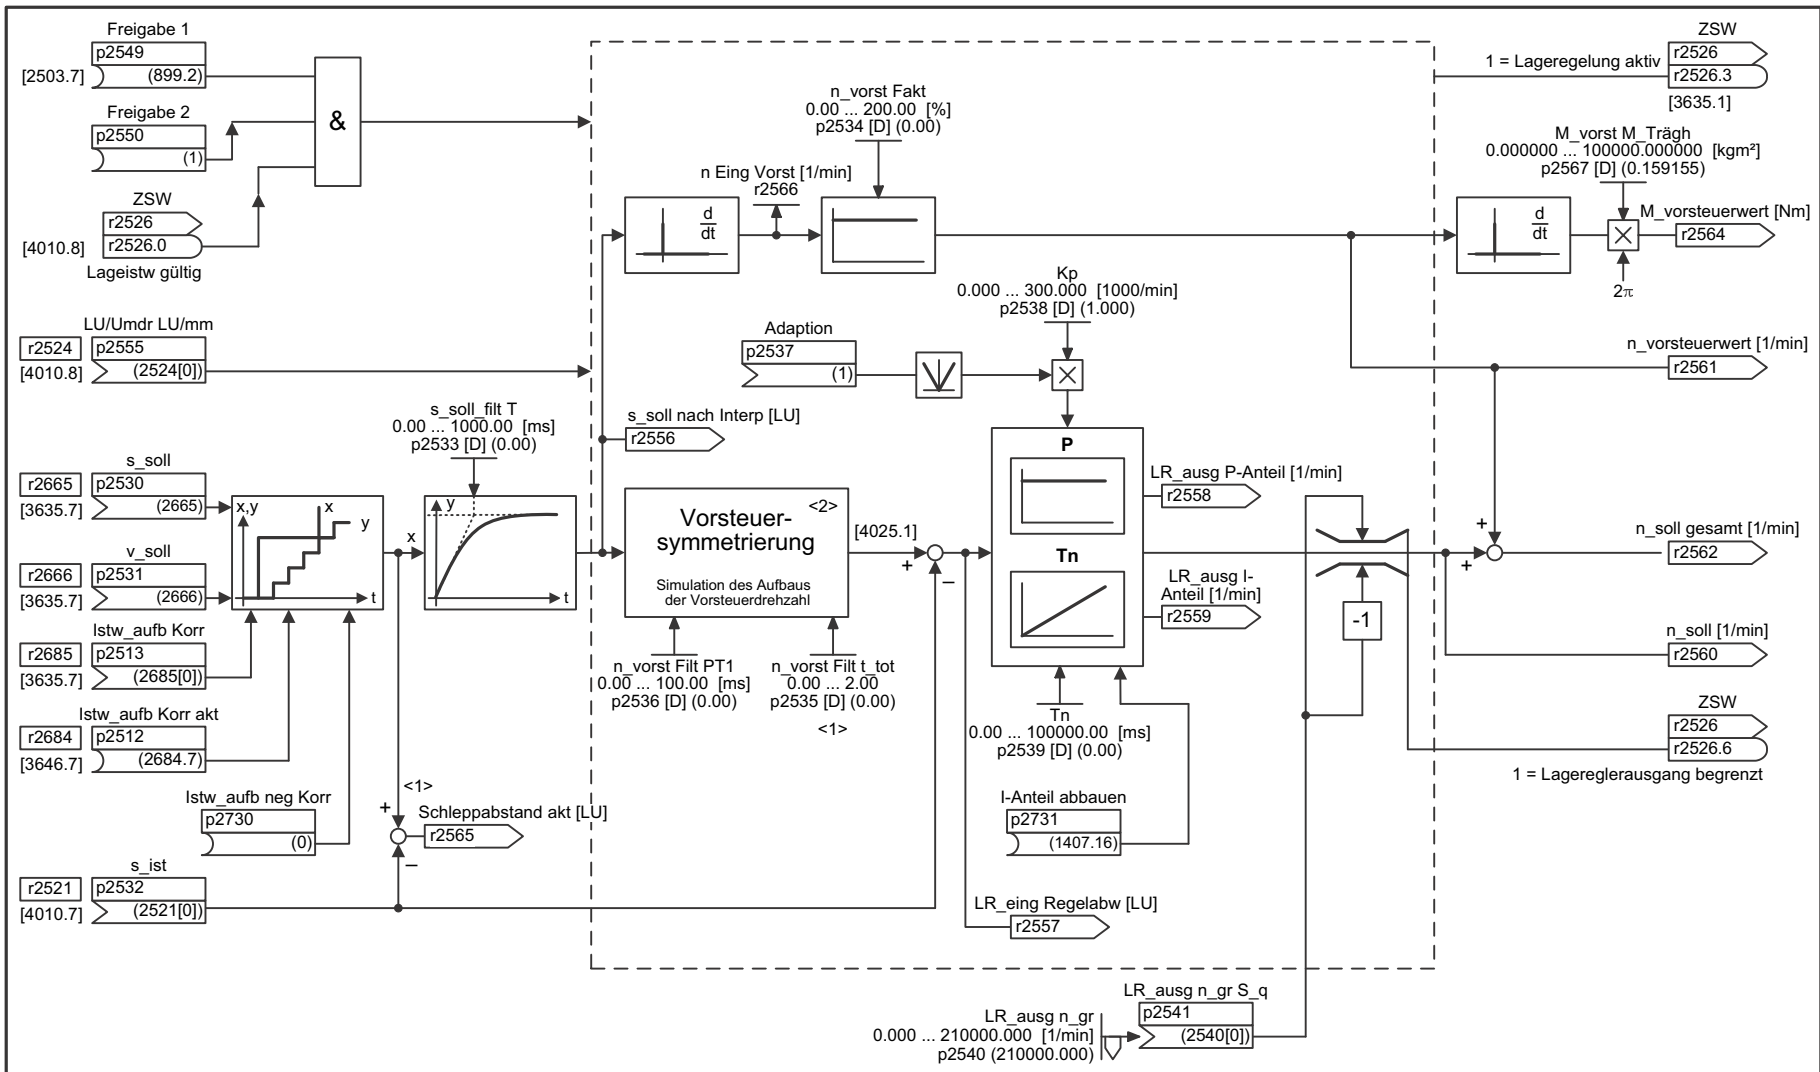 Freigabe 1
p2549
[2503.7]
(899.2)
Freigabe 2
p2550
(1)
&
ZSW
r2526
r2526.0
[4010.8]
Lageistw gültig
LU/Umdr LU/mm
r2524
p2555
[4010.8]
(2524[0])
s_soll
r2665
p2530
[3635.7]
(2665)
v_soll
r2666
p2531
[3635.7]
(2666)
Istw_aufb Korr
r2685
p2513
[3635.7]
(2685[0])
Istw_aufb Korr akt
r2684
p2512
[3646.7]
(2684.7)
Istw_aufb neg Korr
p2730
(0)
s_ist
r2521
p2532
[4010.7]
(2521[0])
x,y
x
y
t
x
s_soll_filt T
0.00 ... 1000.00 [ms]
p2533 [D] (0.00)
y
t
<1>
+
–
Schleppabstand akt [LU]
r2565
n_vorst Fakt
0.00 ... 200.00 [%]
p2534 [D] (0.00)
n Eing Vorst [1/min]
r2566
d
dt
s_soll nach Interp [LU]
r2556
Vorsteuer-
symmetrierung
<2>
Simulation des Aufbaus
der Vorsteuerdrehzahl
n_vorst Filt PT1
0.00 ... 100.00 [ms]
p2536 [D] (0.00)
n_vorst Filt t_tot
0.00 ... 2.00
p2535 [D] (0.00)
<1>
[4025.1]
+
–
Adaption
p2537
(1)
Kp
0.000 ... 300.000 [1000/min]
p2538 [D] (1.000)
P
Tn
Tn
0.00 ... 100000.00 [ms]
p2539 [D] (0.00)
I-Anteil abbauen
p2731
(1407.16)
LR_eing Regelabw [LU]
r2557
LR_ausg P-Anteil [1/min]
r2558
LR_ausg I-
Anteil [1/min]
r2559
-1
LR_ausg n_gr
0.000 ... 210000.000 [1/min]
p2540 (210000.000)
LR_ausg n_gr S_q
p2541
(2540[0])
ZSW
1 = Lageregelung aktiv
r2526
r2526.3
[3635.1]
M_vorst M_Trägh
0.000000 ... 100000.000000 [kgm²]
p2567 [D] (0.159155)
d
dt
2π
M_vorsteuerwert [Nm]
r2564
n_vorsteuerwert [1/min]
r2561
+
+
n_soll gesamt [1/min]
r2562
n_soll [1/min]
r2560
ZSW
r2526
r2526.6
1 = Lagereglerausgang begrenzt